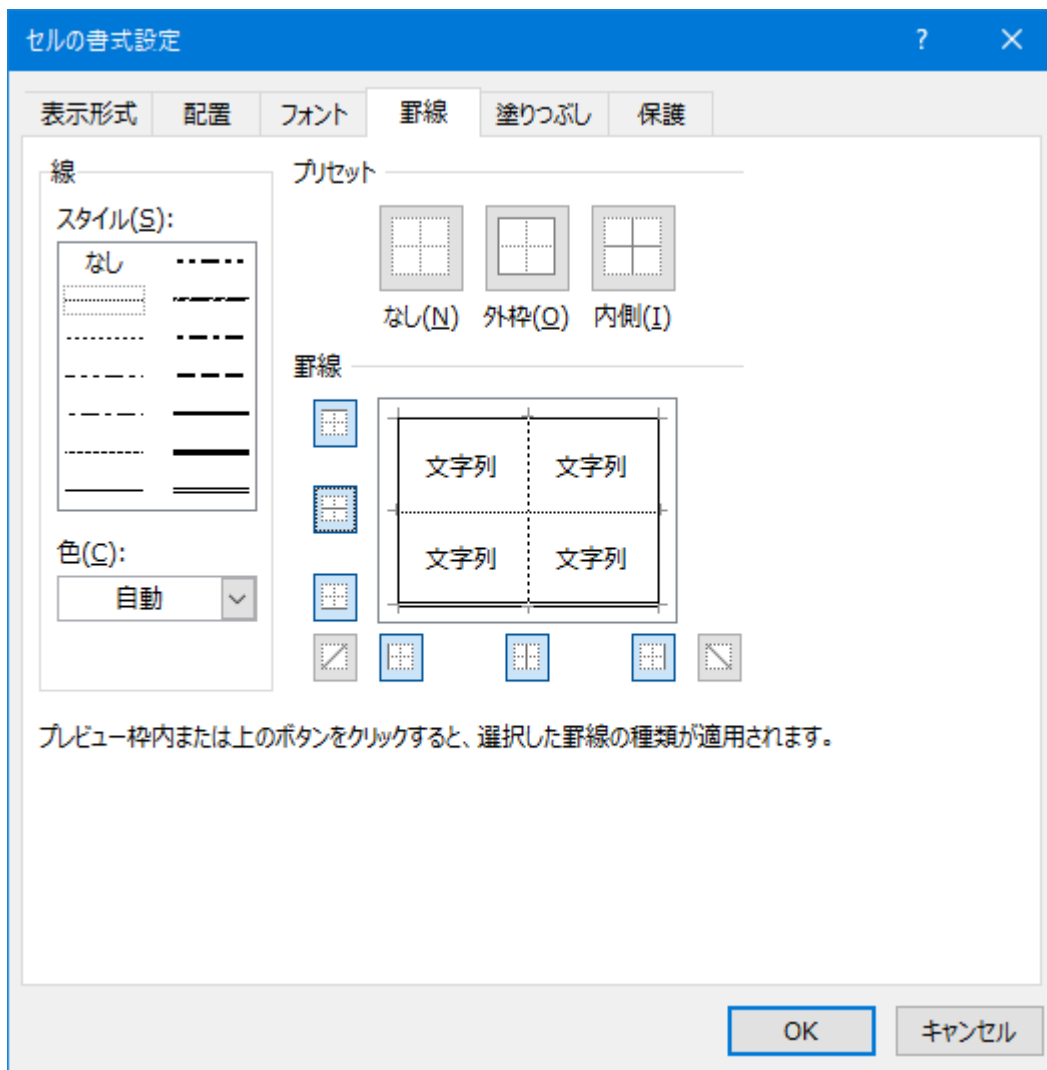 セルの書式設定 ?
表示形式 配置 フォント 罫線 塗りつぶし 保護
線
スタイル(S):
なし
色(C):
自動
プリセット
なし(N) 外枠(O) 内側(I)
罫線
文字列 文字列
文字列 文字列
プレビュー枠内または上のボタンをクリックすると、選択した罫線の種類が適用されます。
OK キャンセル